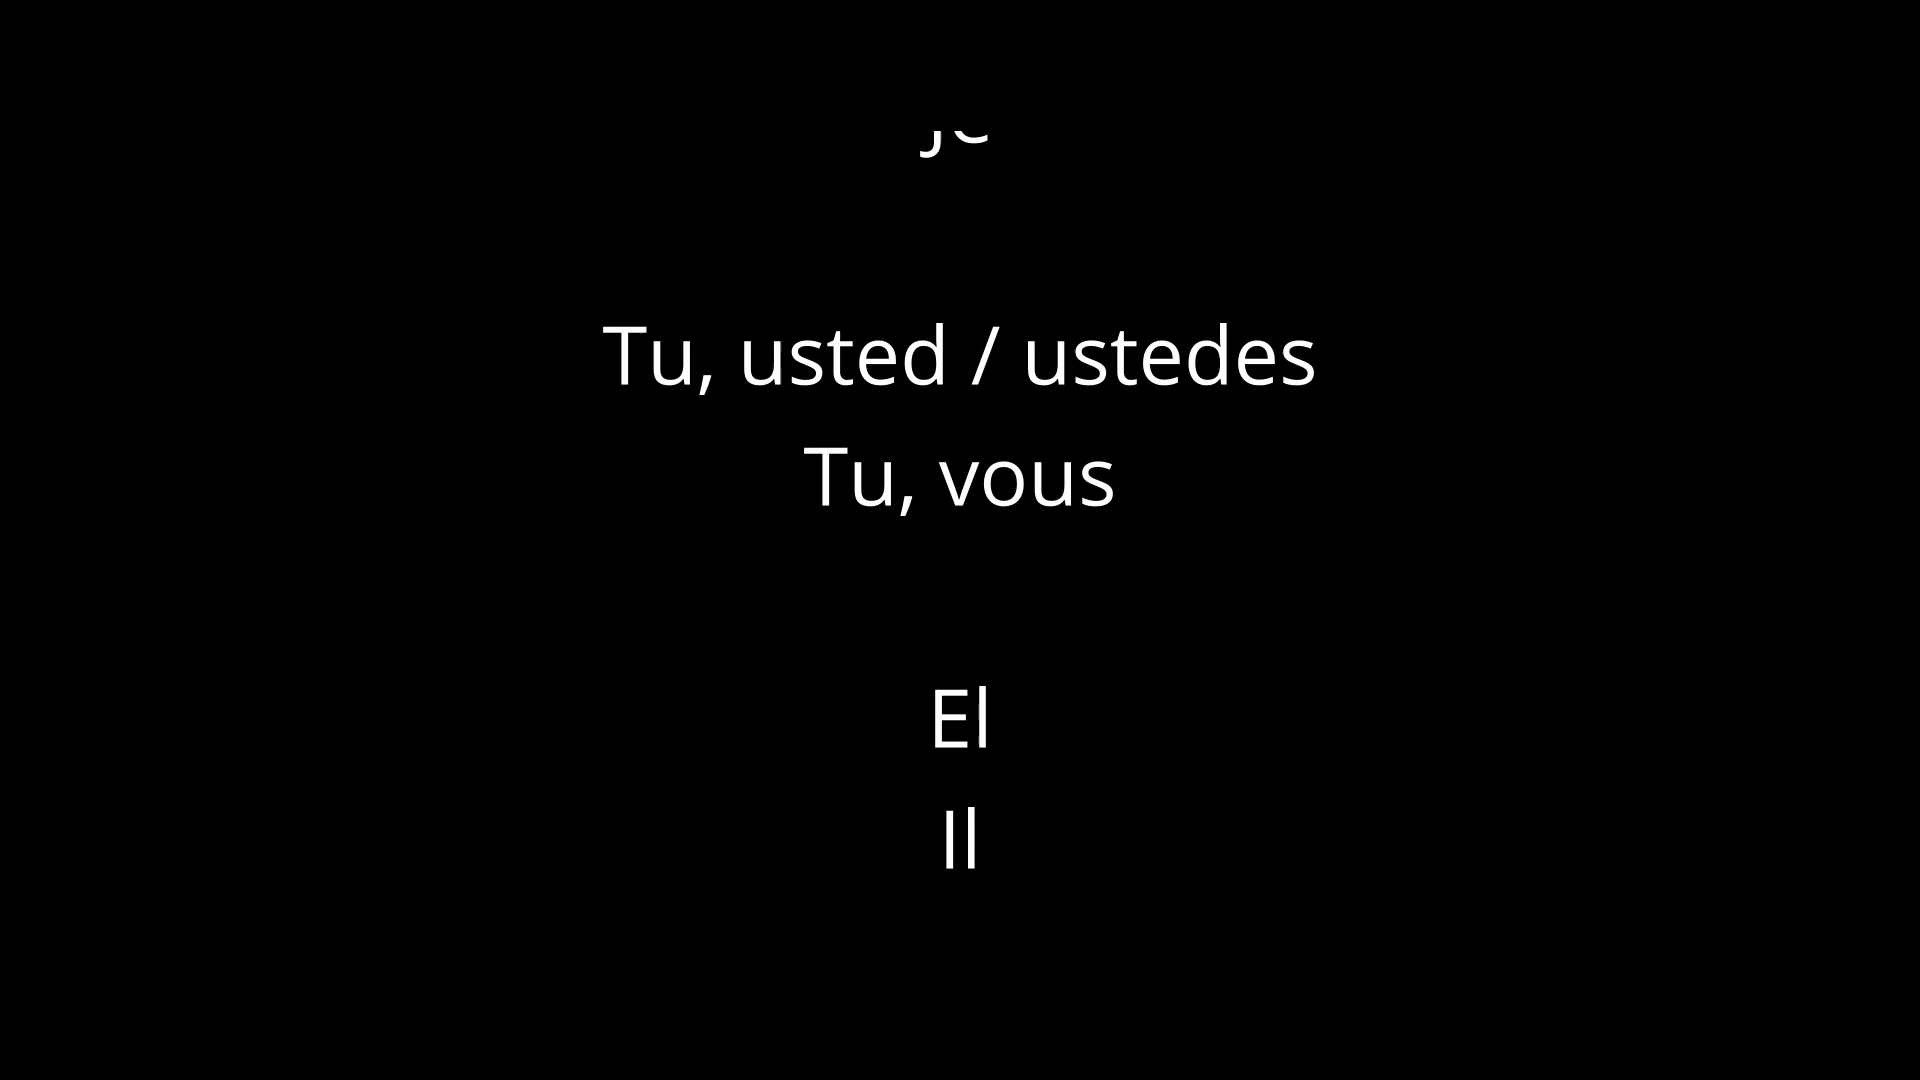 Tu, usted / ustedes
Tu, vous
El
Il